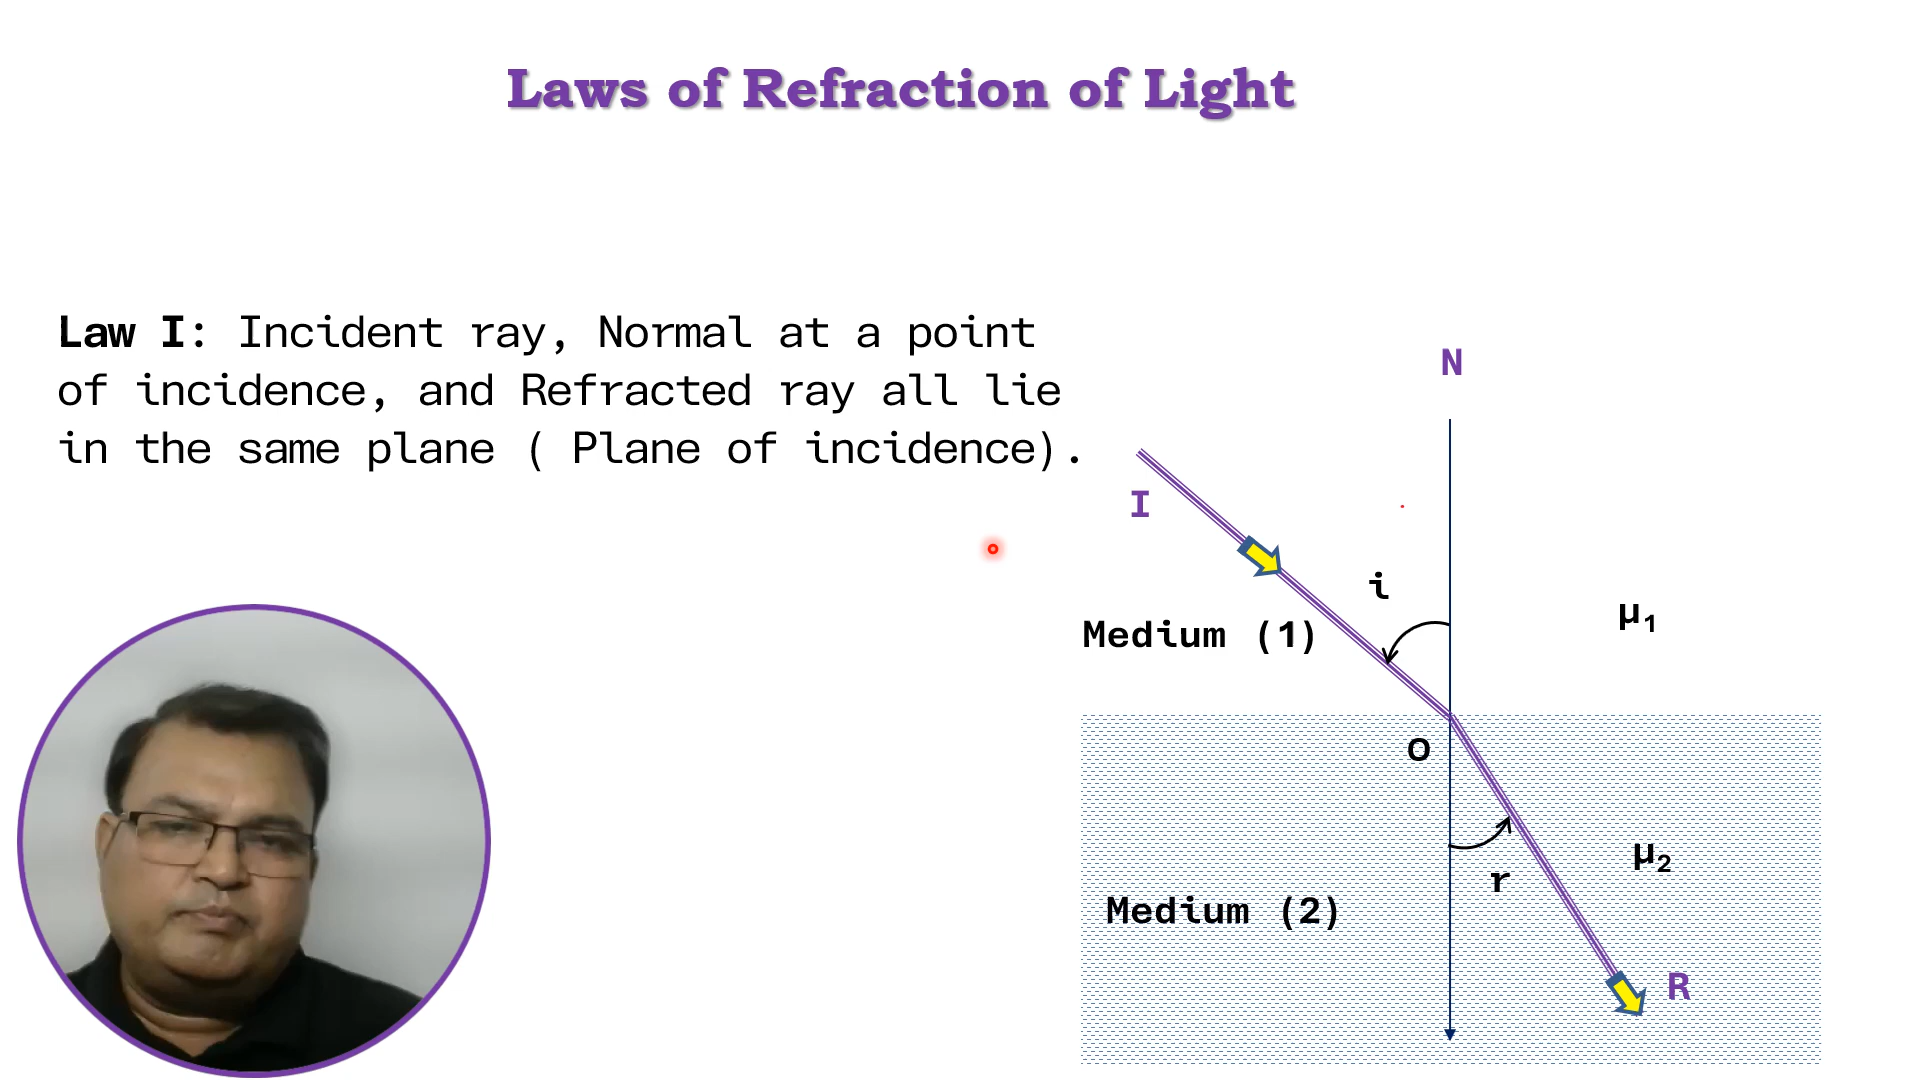 Laws of Refraction of Light
Law I: Incident ray, Normal at a point
of incidence, and Refracted ray all lie
in the same plane ( Plane of incidence).
N
I
i
μ₁
Medium (1)
O
μ₂
r
Medium (2)
R